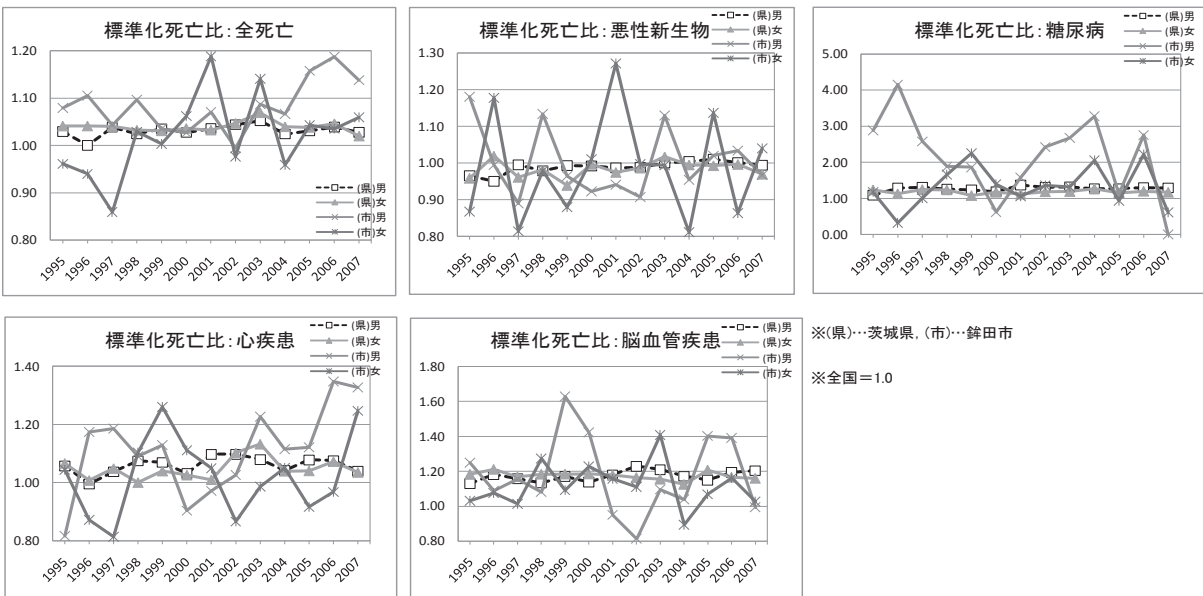 標準化死亡比:全死亡
1.20
1.10
1.00
0.90
0.80
(県)男
(県)女
(市)男
(市)女
1995 1996 1997 1998 1999 2000 2001 2002 2003 2004 2005 2006 2007
標準化死亡比:悪性新生物
(県)男
(県)女
(市)男
(市)女
1.30
1.20
1.10
1.00
0.90
0.80
1995 1996 1997 1998 1999 2000 2001 2002 2003 2004 2005 2006 2007
標準化死亡比:糖尿病
(県)男
(県)女
(市)男
(市)女
5.00
4.00
3.00
2.00
1.00
0.00
1995 1996 1997 1998 1999 2000 2001 2002 2003 2004 2005 2006 2007
標準化死亡比:心疾患
(県)男
(県)女
(市)男
(市)女
1.40
1.20
1.00
0.80
1995 1996 1997 1998 1999 2000 2001 2002 2003 2004 2005 2006 2007
標準化死亡比:脳血管疾患
(県)男
(県)女
(市)男
(市)女
1.80
1.60
1.40
1.20
1.00
0.80
1995 1996 1997 1998 1999 2000 2001 2002 2003 2004 2005 2006 2007
※(県)…茨城県, (市)…鉾田市
※全国=1.0